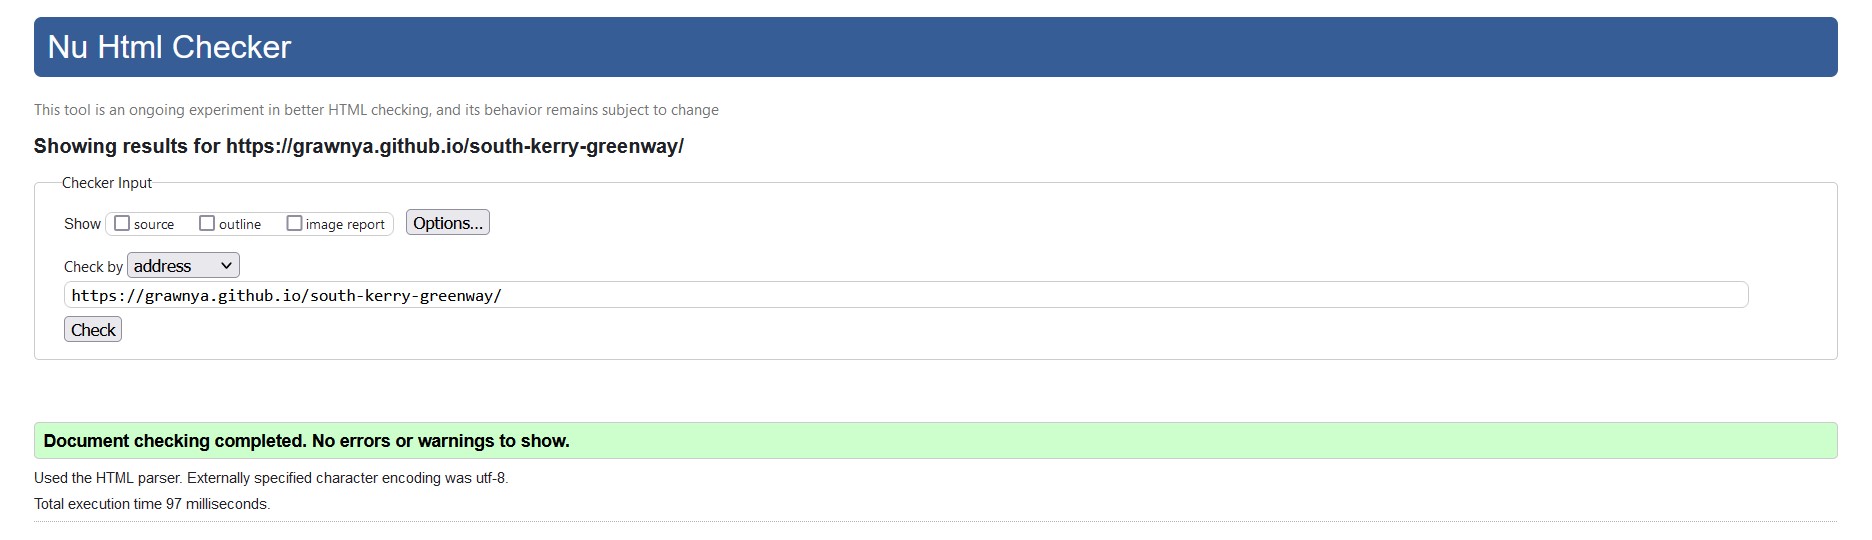 Nu Html Checker
This tool is an ongoing experiment in better HTML checking, and its behavior remains subject to change
Showing results for https://grawnya.github.io/south-kerry-greenway/
Checker Input
Show source outline image report Options...
Check by address
https://grawnya.github.io/south-kerry-greenway/
Check
Document checking completed. No errors or warnings to show.
Used the HTML parser. Externally specified character encoding was utf-8.
Total execution time 97 milliseconds.